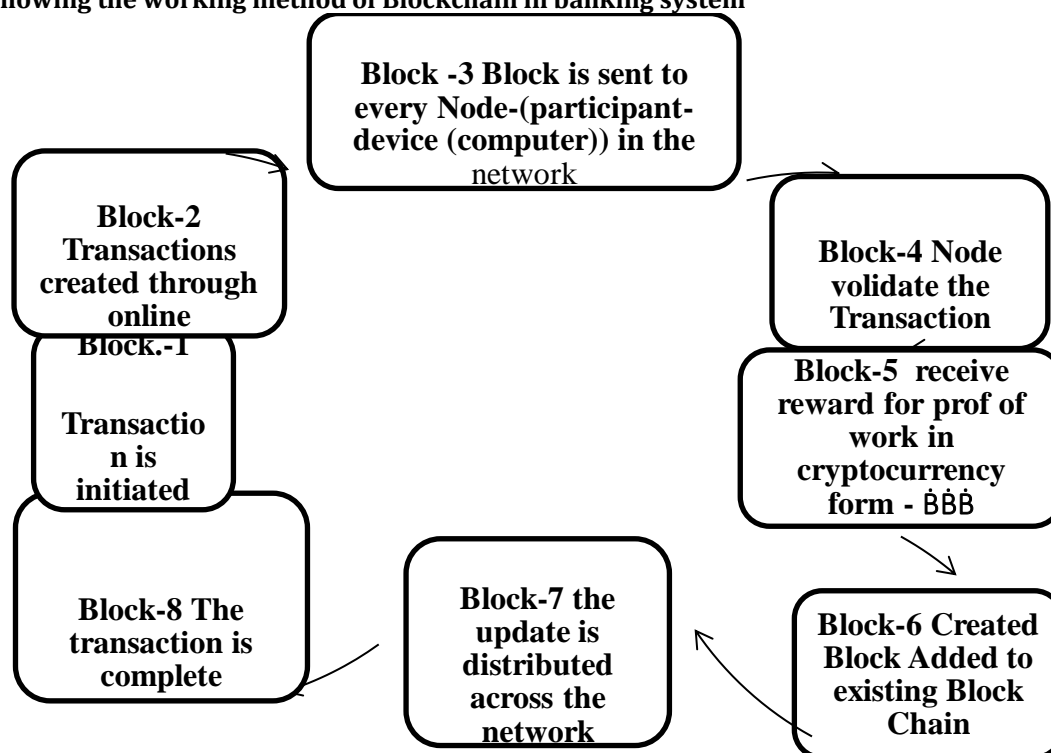 howing the working method of Blockchain in banking system
Block -3 Block is sent to
every Node-(participant-
device (computer)) in the
network
Block-2
Transactions
created through
online
Block.-1
Transactio
n is
initiated
Block-4 Node
volidate the
Transaction
Block-5 receive
reward for prof of
work in
cryptocurrency
form - ḂḂḂ
Block-6 Created
Block Added to
existing Block
Chain
Block-7 the
update is
distributed
across the
network
Block-8 The
transaction is
complete